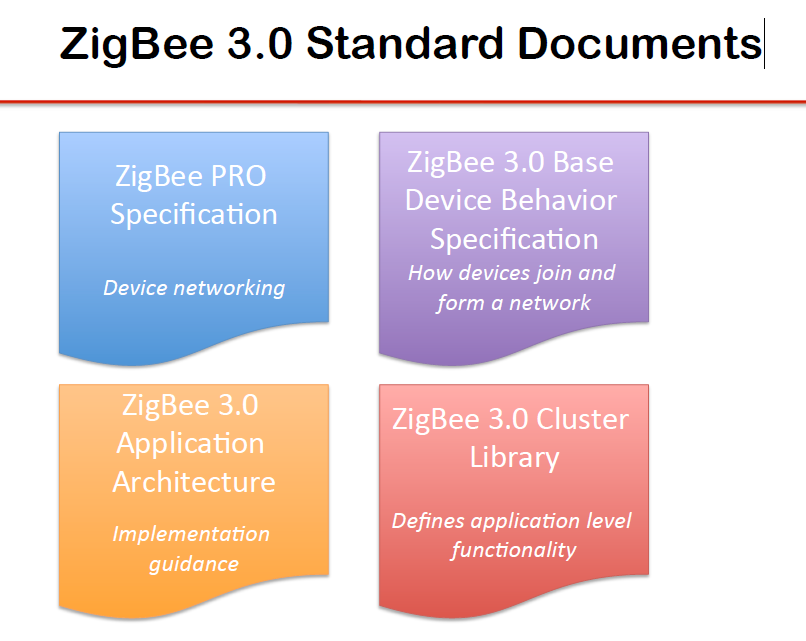 ZigBee 3.0 Standard Documents
ZigBee PRO
Specification
Device networking
ZigBee 3.0 Base
Device Behavior
Specification
How devices join and
form a network
ZigBee 3.0
Application
Architecture
Implementation
guidance
ZigBee 3.0 Cluster
Library
Defines application level
functionality